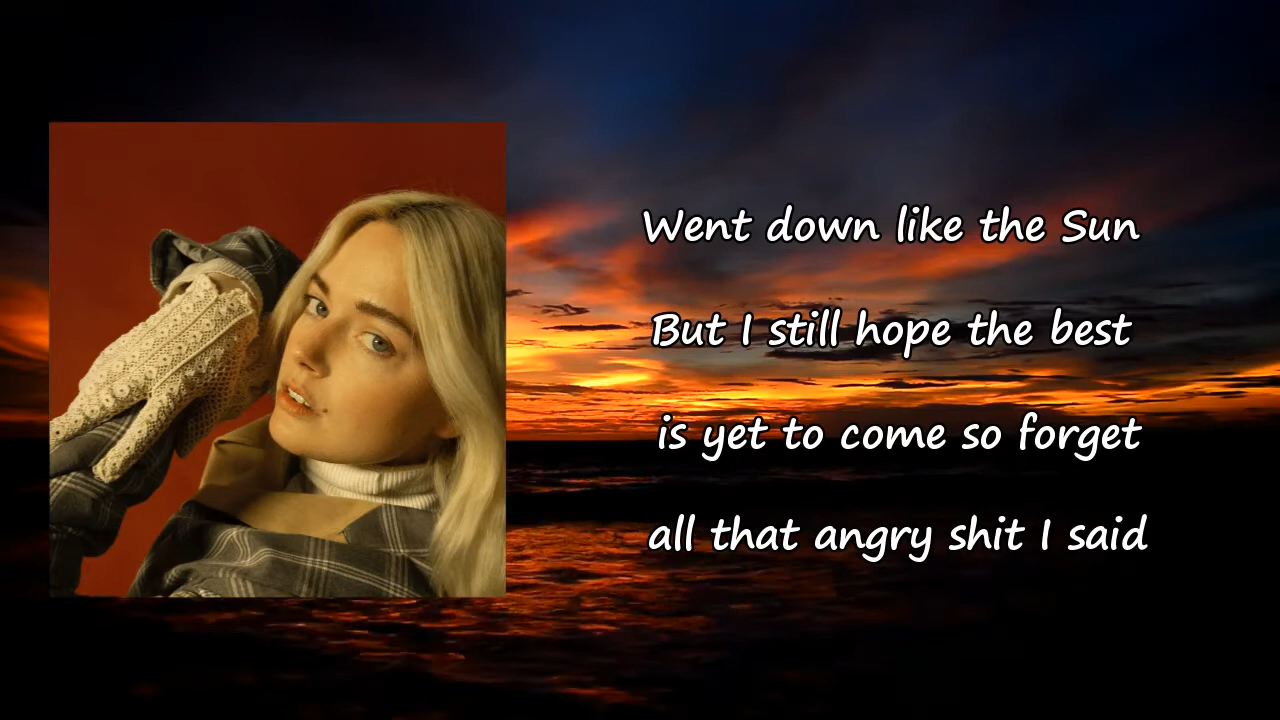 Went down like the Sun
But I still hope the best
is yet to come so forget
all that angry shit I said